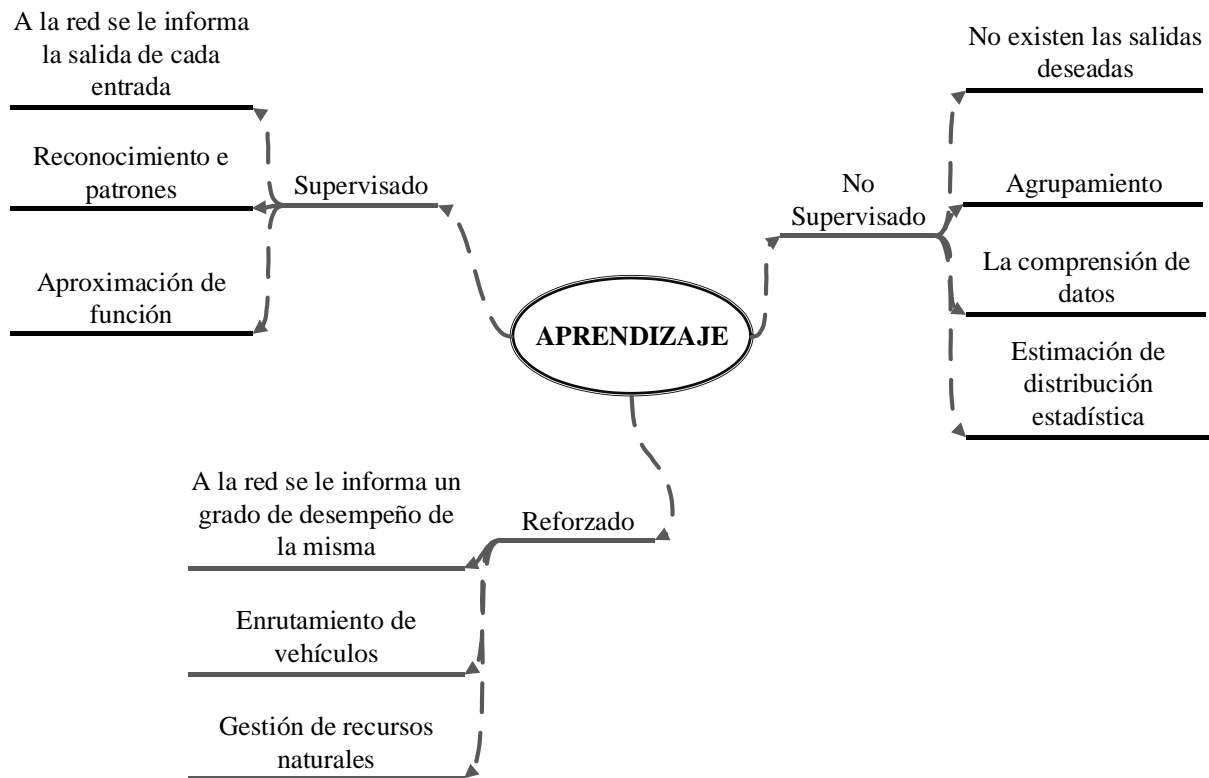 A la red se le informa
la salida de cada
entrada
Reconocimiento e
patrones
Aproximación de
función
Supervisado
APRENDIZAJE
No
Supervisado
No existen las salidas
deseadas
Agrupamiento
La comprensión de
datos
Estimación de
distribución
estadística
Reforzado
A la red se le informa un
grado de desempeño de
la misma
Enrutamiento de
vehículos
Gestión de recursos
naturales